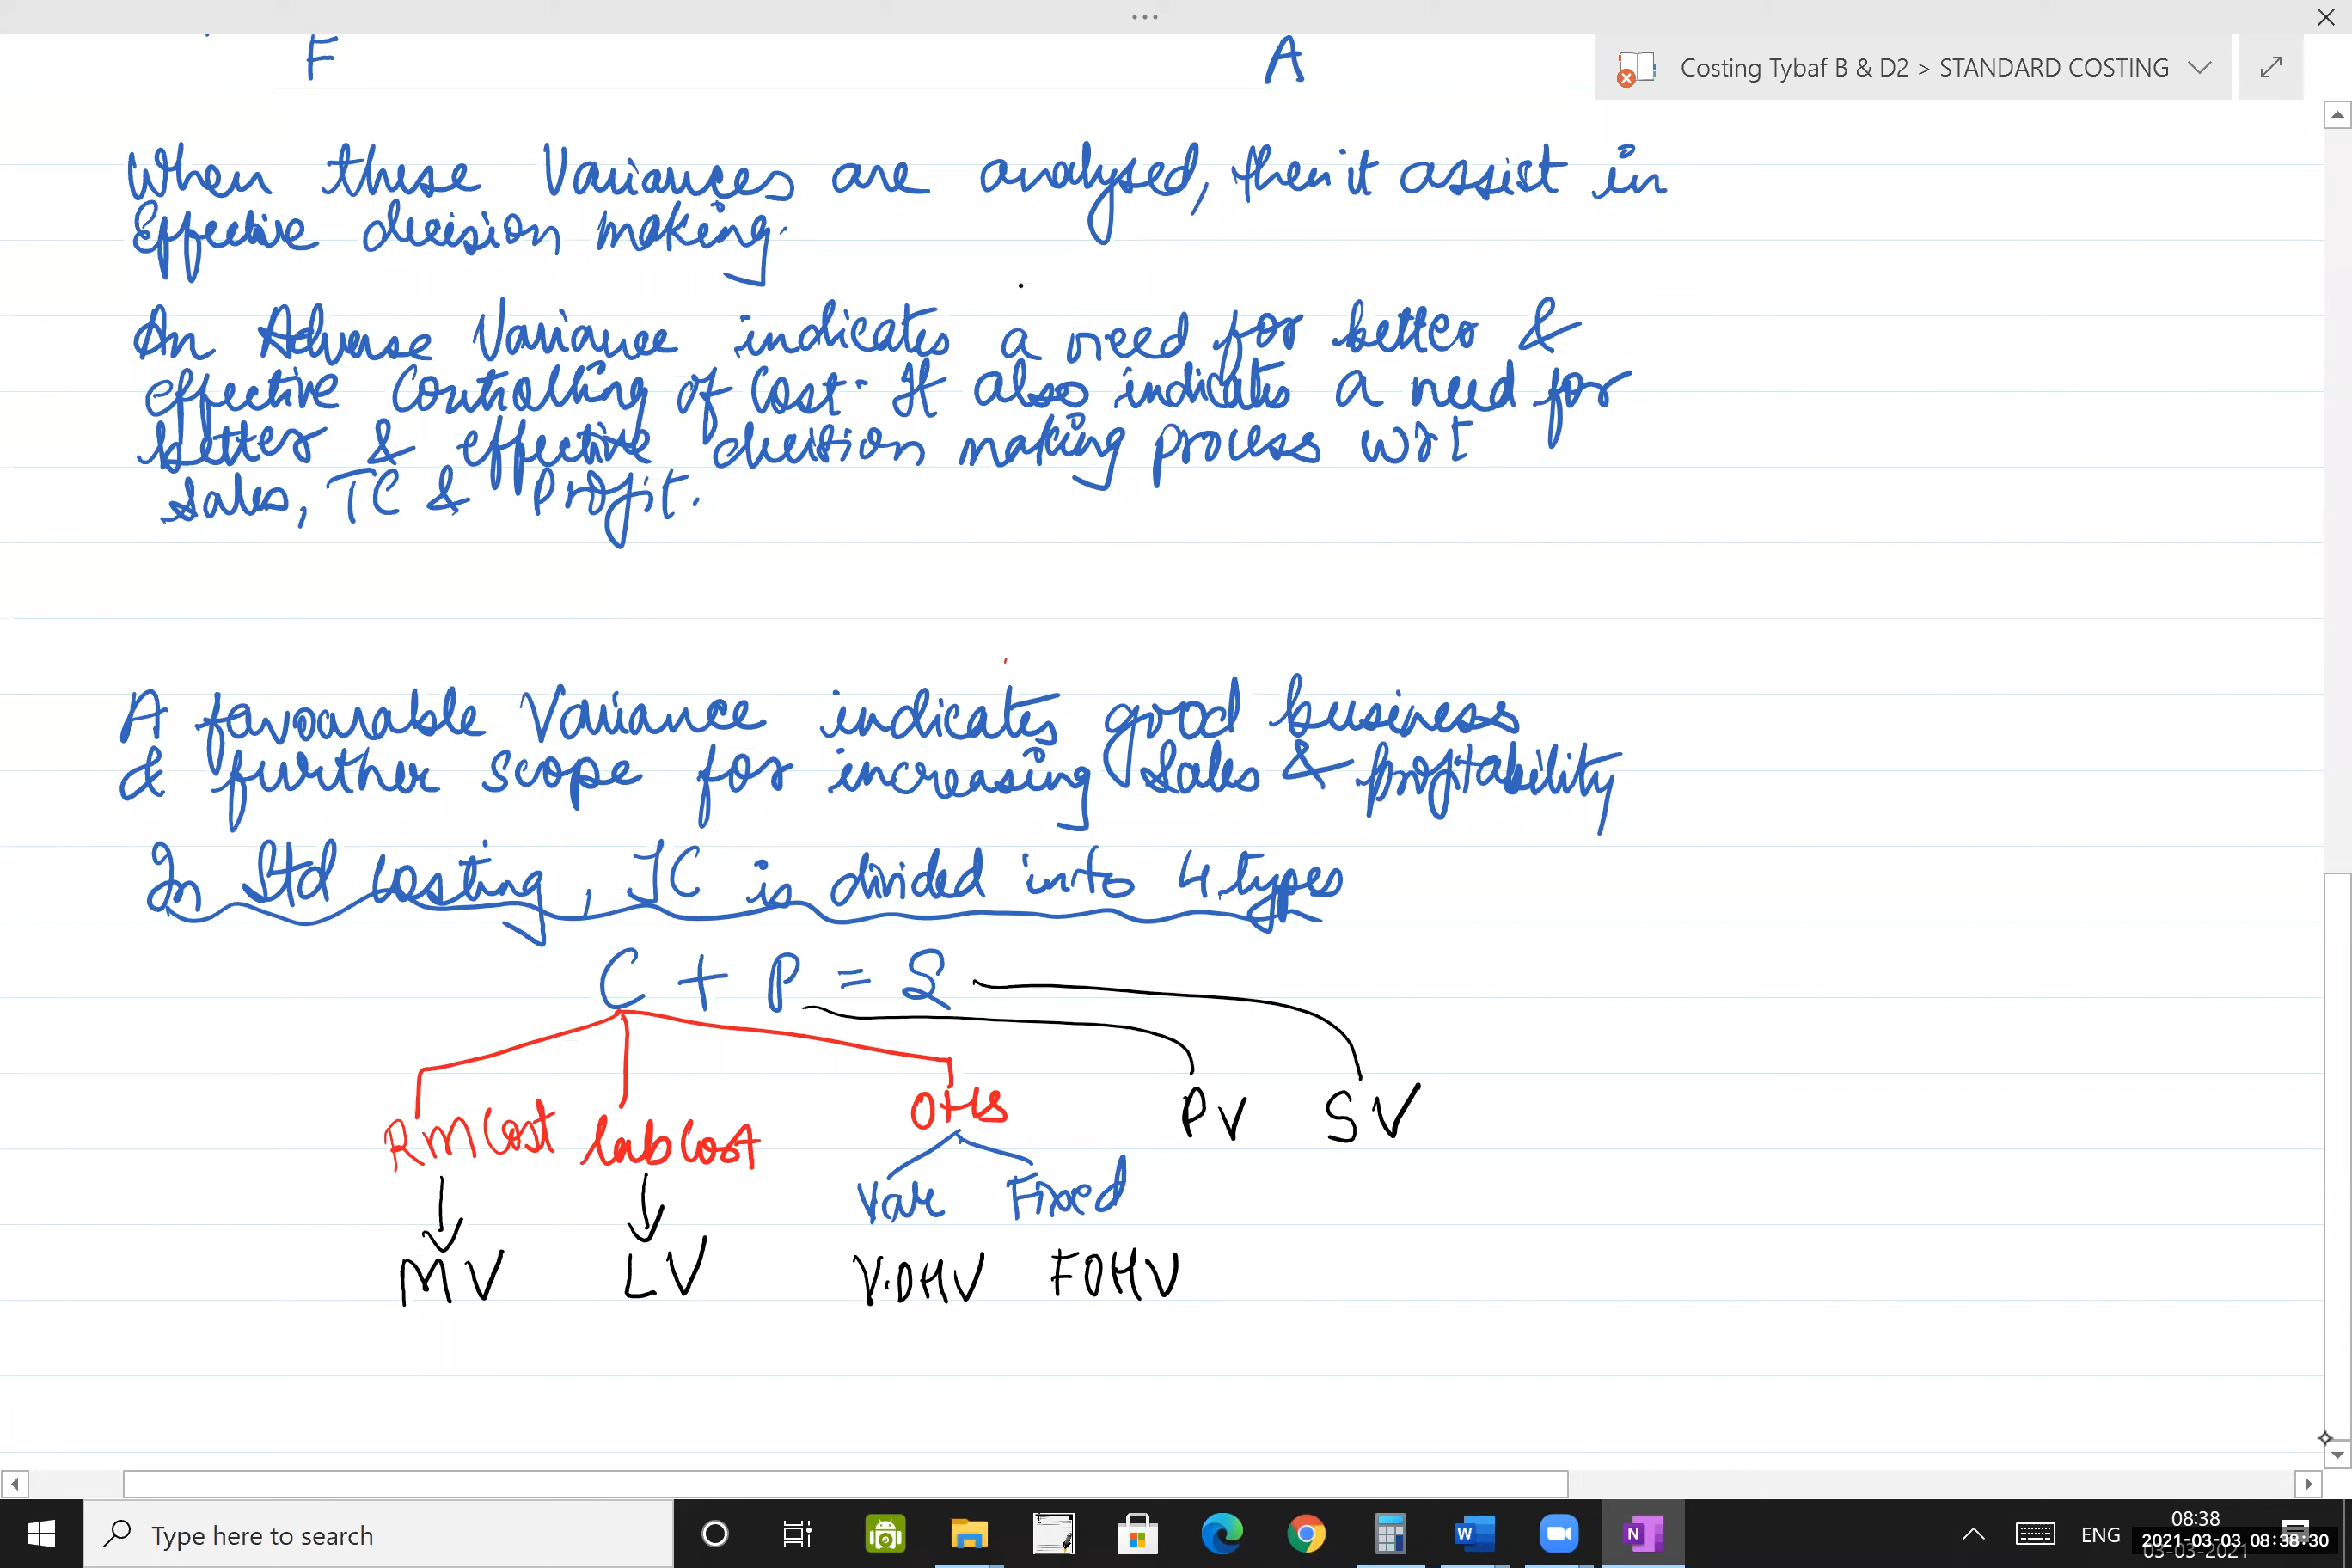 ...
F A
Costing Tybaf B & D2 > STANDARD COSTING
When these Variances are analysed, then it assist in
Effective decision making.
An Adverse Variance indicates a need for better &
effective Controlling of Cost. It also indicates a need for
better & effective decision making process wrt
Sales, TC & Profit.
A favourable Variance indicates good business
& further scope for increasing Sales & profitability
In Std Costing, TC is divided into 4 types
C + P = S
RM Cost lab Cost OHs PV SV
Var Fixed
MV LV V.OHV FOHV
Type here to search
ENG
08:38
2021-03-03 08:38:30
03-03-2021